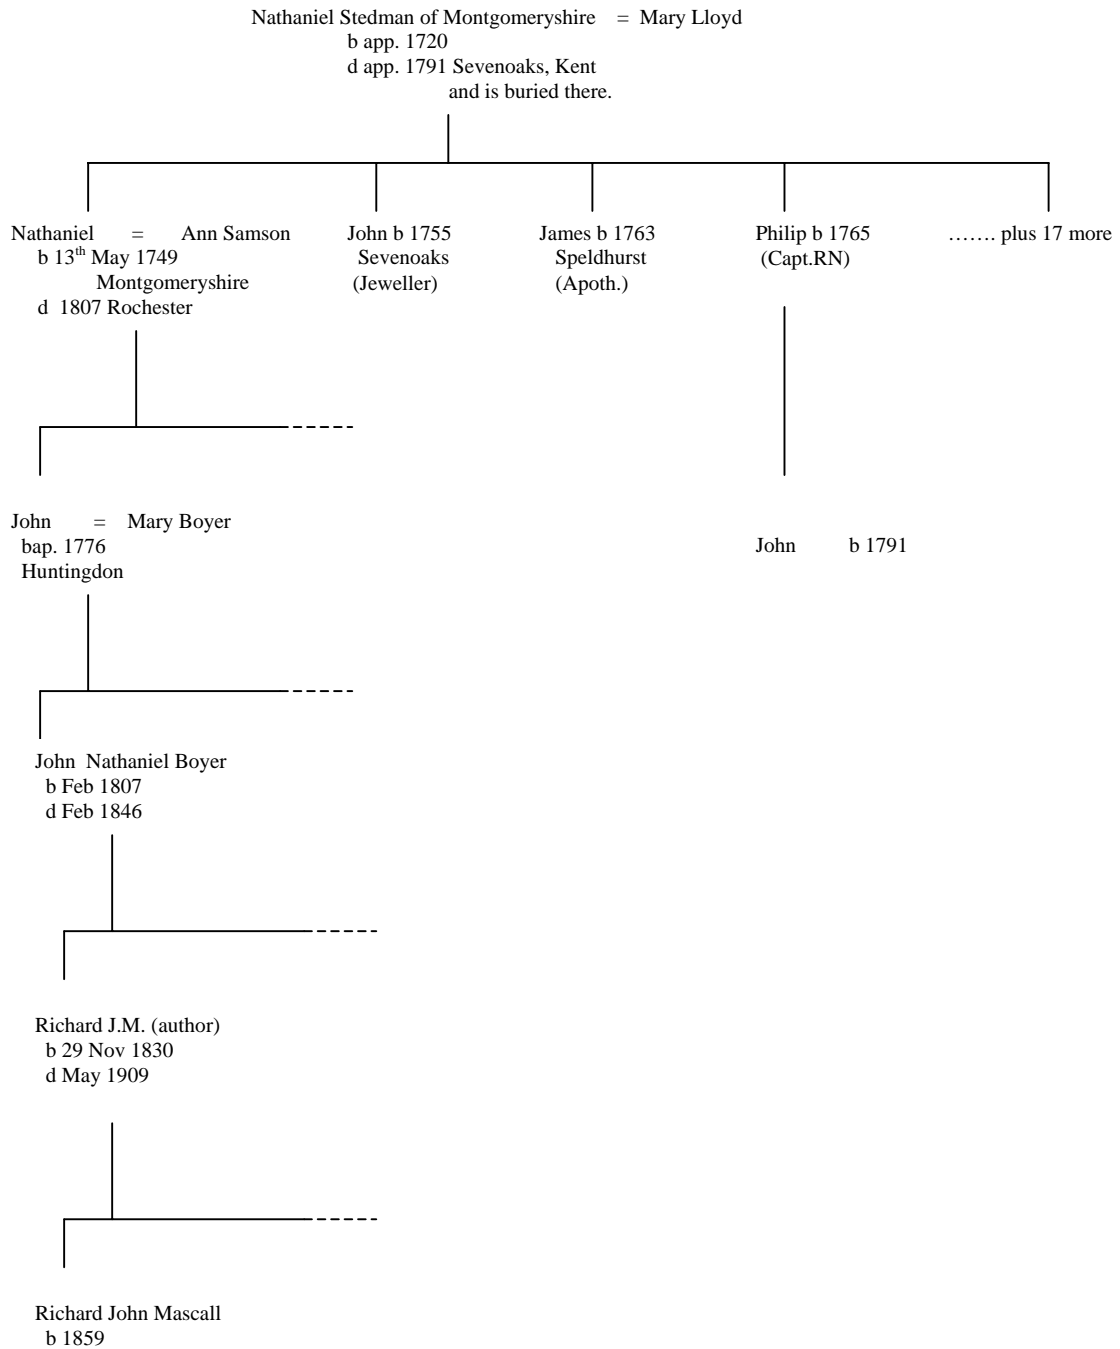 Nathaniel Stedman of Montgomeryshire = Mary Lloyd
b app. 1720
d app. 1791 Sevenoaks, Kent
and is buried there.
Nathaniel = Ann Samson
b 13th May 1749
Montgomeryshire
d 1807 Rochester
John b 1755
Sevenoaks
(Jeweller)
James b 1763
Speldhurst
(Apoth.)
Philip b 1765
(Capt.RN)
……. plus 17 more
John = Mary Boyer
bap. 1776
Huntingdon
John b 1791
John Nathaniel Boyer
b Feb 1807
d Feb 1846
Richard J.M. (author)
b 29 Nov 1830
d May 1909
Richard John Mascall
b 1859